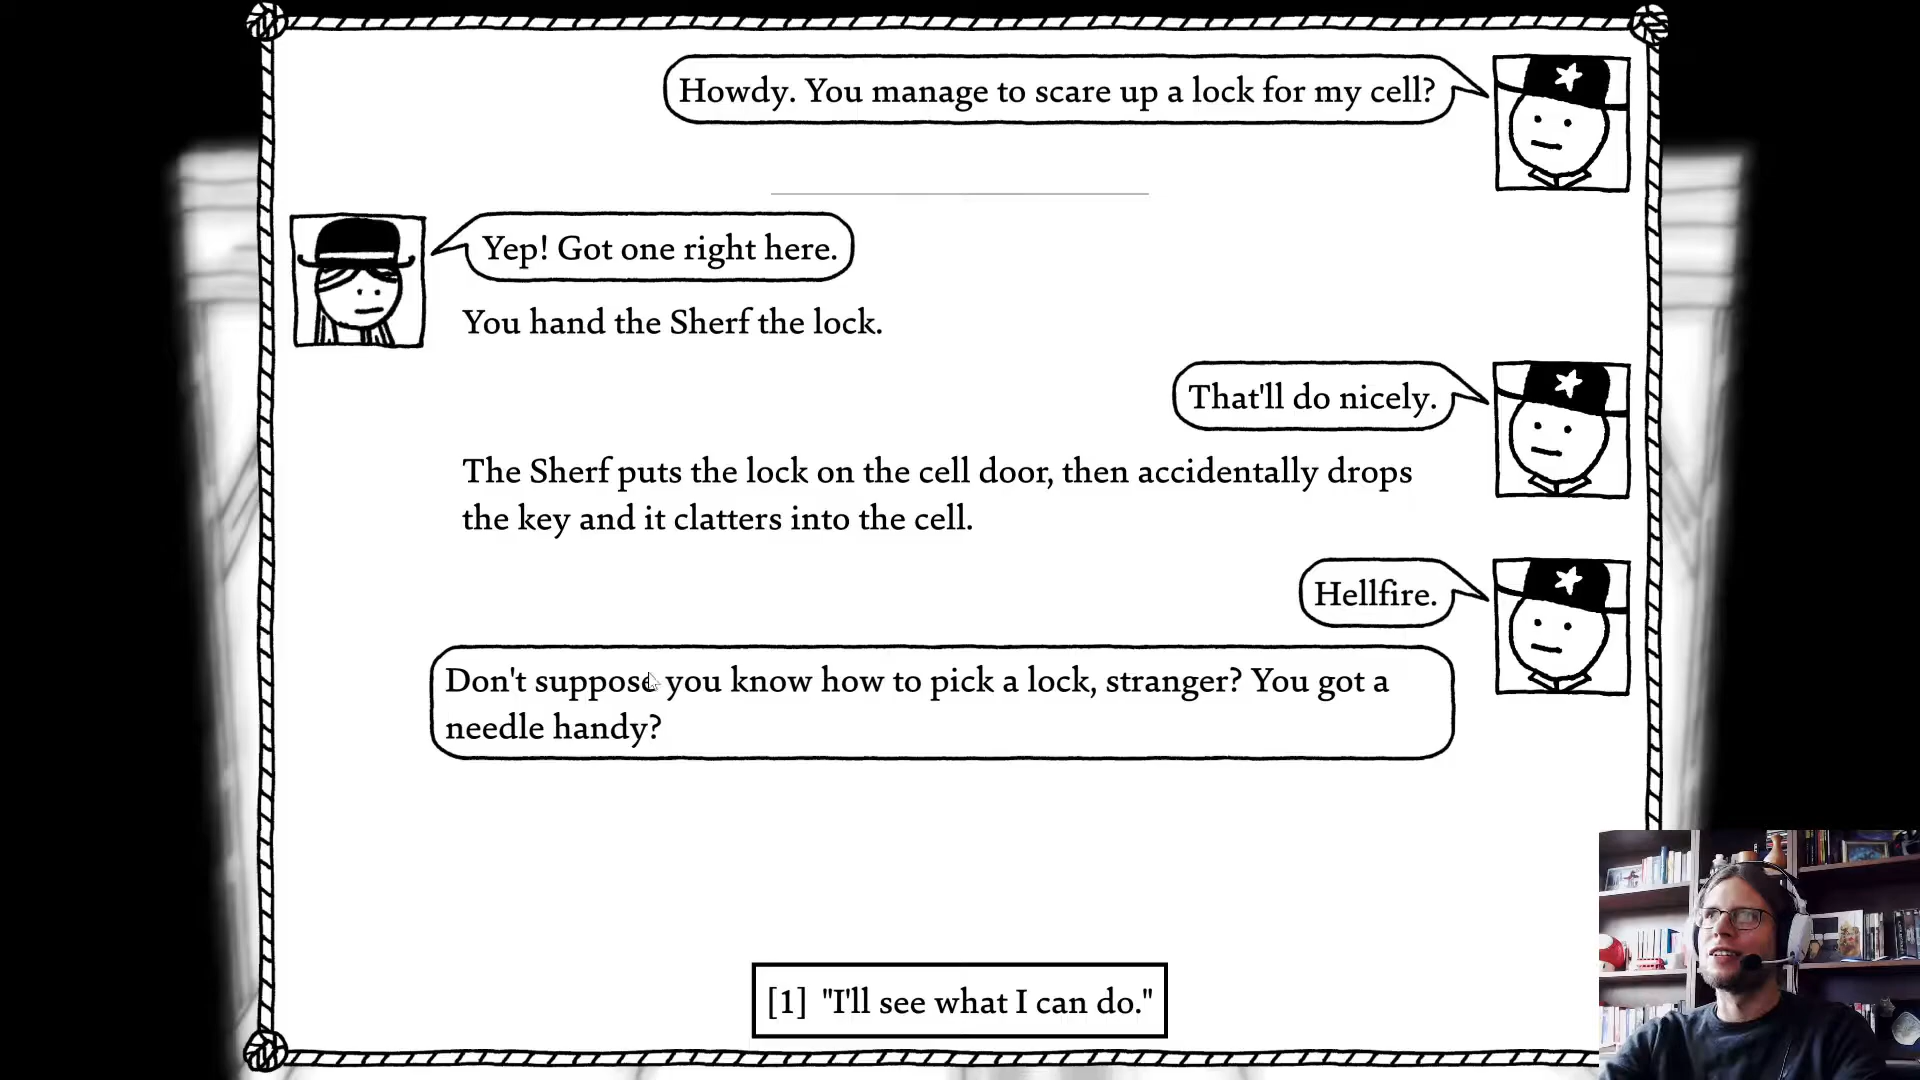 Howdy. You manage to scare up a lock for my cell?
Yep! Got one right here.
You hand the Sherf the lock.
That'll do nicely.
The Sherf puts the lock on the cell door, then accidentally drops
the key and it clatters into the cell.
Hellfire.
Don't suppose you know how to pick a lock, stranger? You got a
needle handy?
[1] "I'll see what I can do."